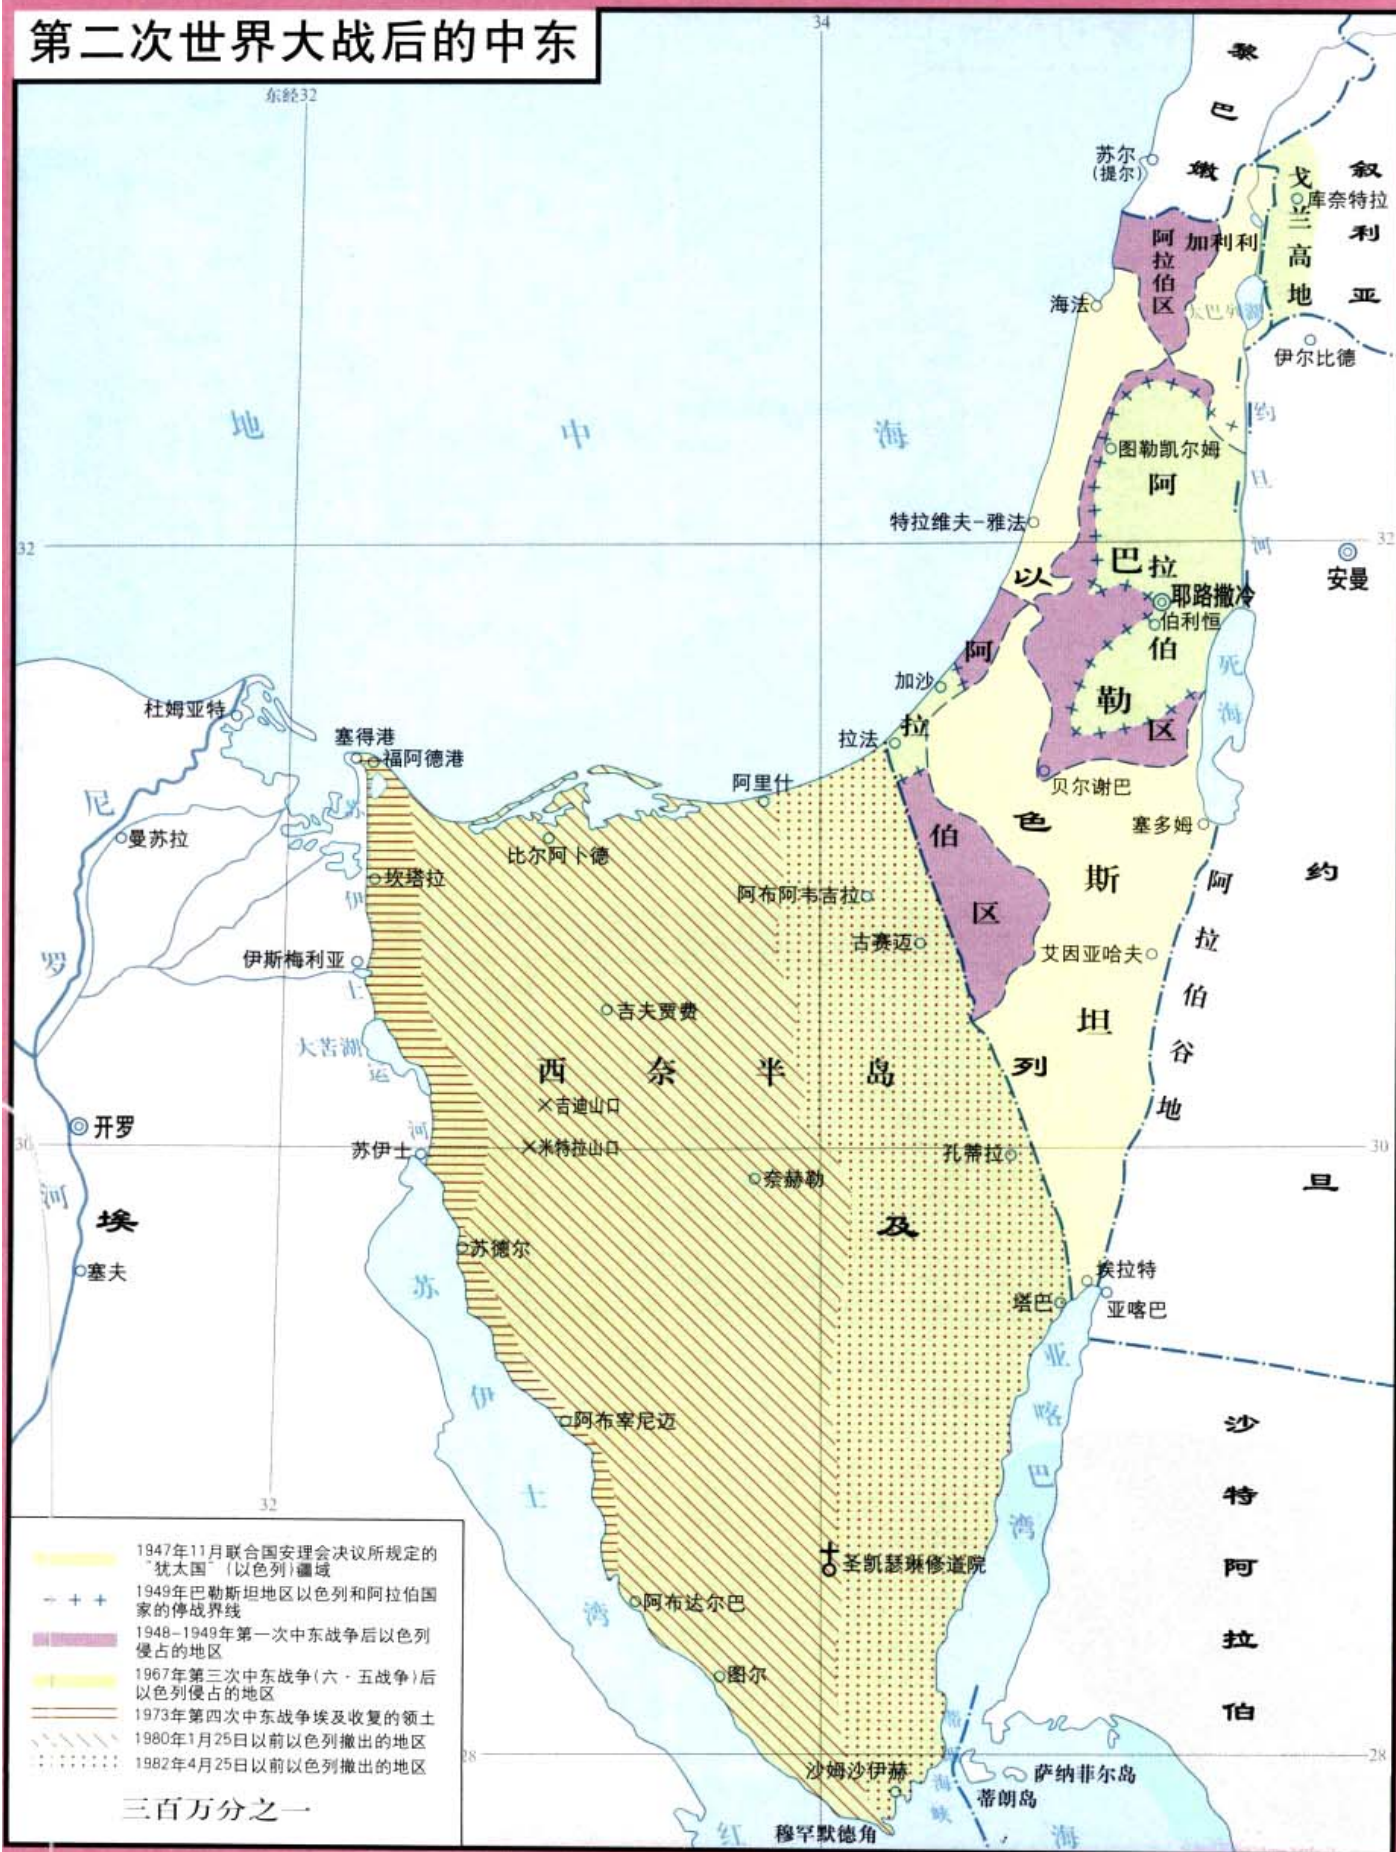 第二次世界大战后的中东
东经32
34
黎巴嫩
苏尔
(提尔)
叙利亚
戈兰高地
库奈特拉
阿拉伯区
加利利
海法
伊尔比德
地中海
约旦河
图勒凯尔姆
特拉维夫-雅法
32
32
安曼
阿拉伯区
巴勒斯坦
以色列
耶路撒冷
伯利恒
阿拉伯区
死海
加沙
拉法
杜姆亚特
塞得港
福阿德港
阿里什
贝尔谢巴
塞多姆
尼罗河
曼苏拉
比尔阿卜德
苏伊士运河
坎塔拉
阿布阿韦吉拉
古赛迈
艾因亚哈夫
阿拉伯谷地
约旦
伊斯梅利亚
吉夫贾费
大苦湖
西奈半岛
吉迪山口
米特拉山口
开罗
30
30
苏伊士
奈赫勒
孔蒂拉
埃及
塞夫
苏德尔
埃拉特
塔巴
亚喀巴
苏伊士湾
亚喀巴湾
阿布宰尼迈
沙特阿拉伯
32
圣凯瑟琳修道院
阿布达尔巴
图尔
28
28
沙姆沙伊赫
萨纳菲尔岛
蒂朗岛
海峡
穆罕默德角
红海
1947年11月联合国安理会决议所规定的
“犹太国”(以色列)疆域
1949年巴勒斯坦地区以色列和阿拉伯国
家的停战界线
1948-1949年第一次中东战争后以色列
侵占的地区
1967年第三次中东战争(六·五战争)后
以色列侵占的地区
1973年第四次中东战争埃及收复的领土
1980年1月25日以前以色列撤出的地区
1982年4月25日以前以色列撤出的地区
三百万分之一